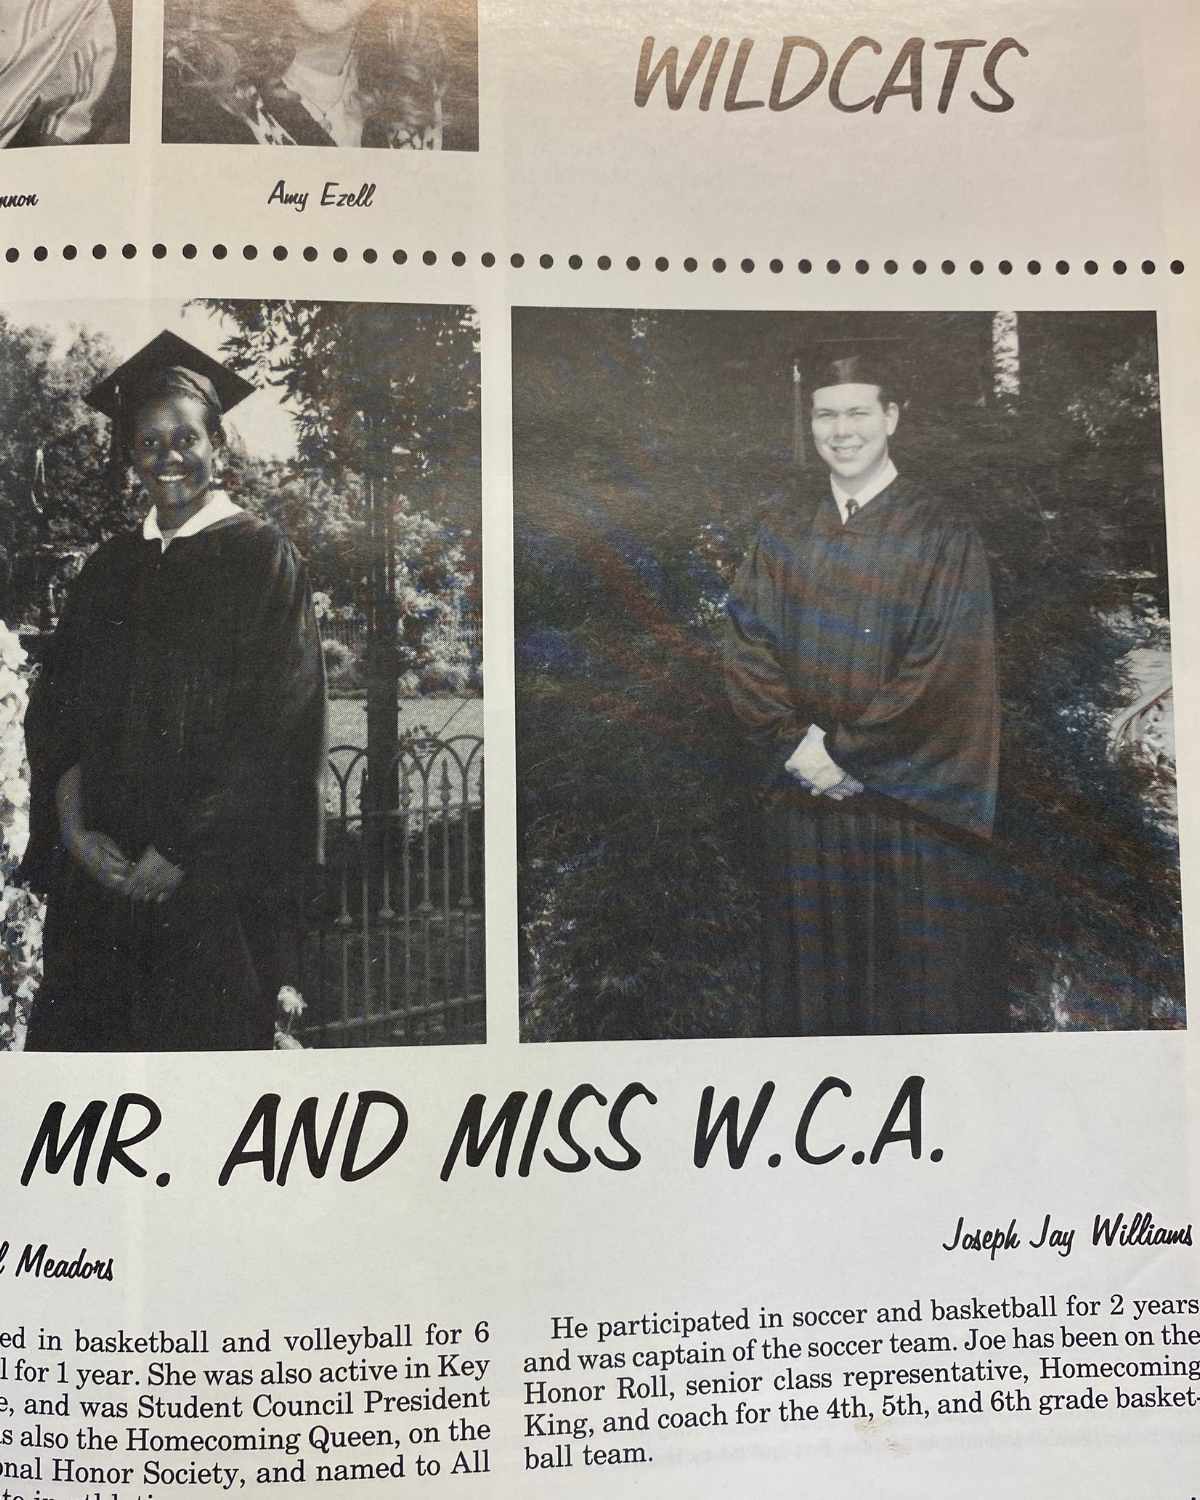 WILDCATS
Amy Ezell
MR. AND MISS W.C.A.
Meadors
ed in basketball and volleyball for 6
l for 1 year. She was also active in Key
e, and was Student Council President
s also the Homecoming Queen, on the
onal Honor Society, and named to All
Joseph Jay Williams
He participated in soccer and basketball for 2 years
and was captain of the soccer team. Joe has been on the
Honor Roll, senior class representative, Homecoming
King, and coach for the 4th, 5th, and 6th grade basket-
ball team.